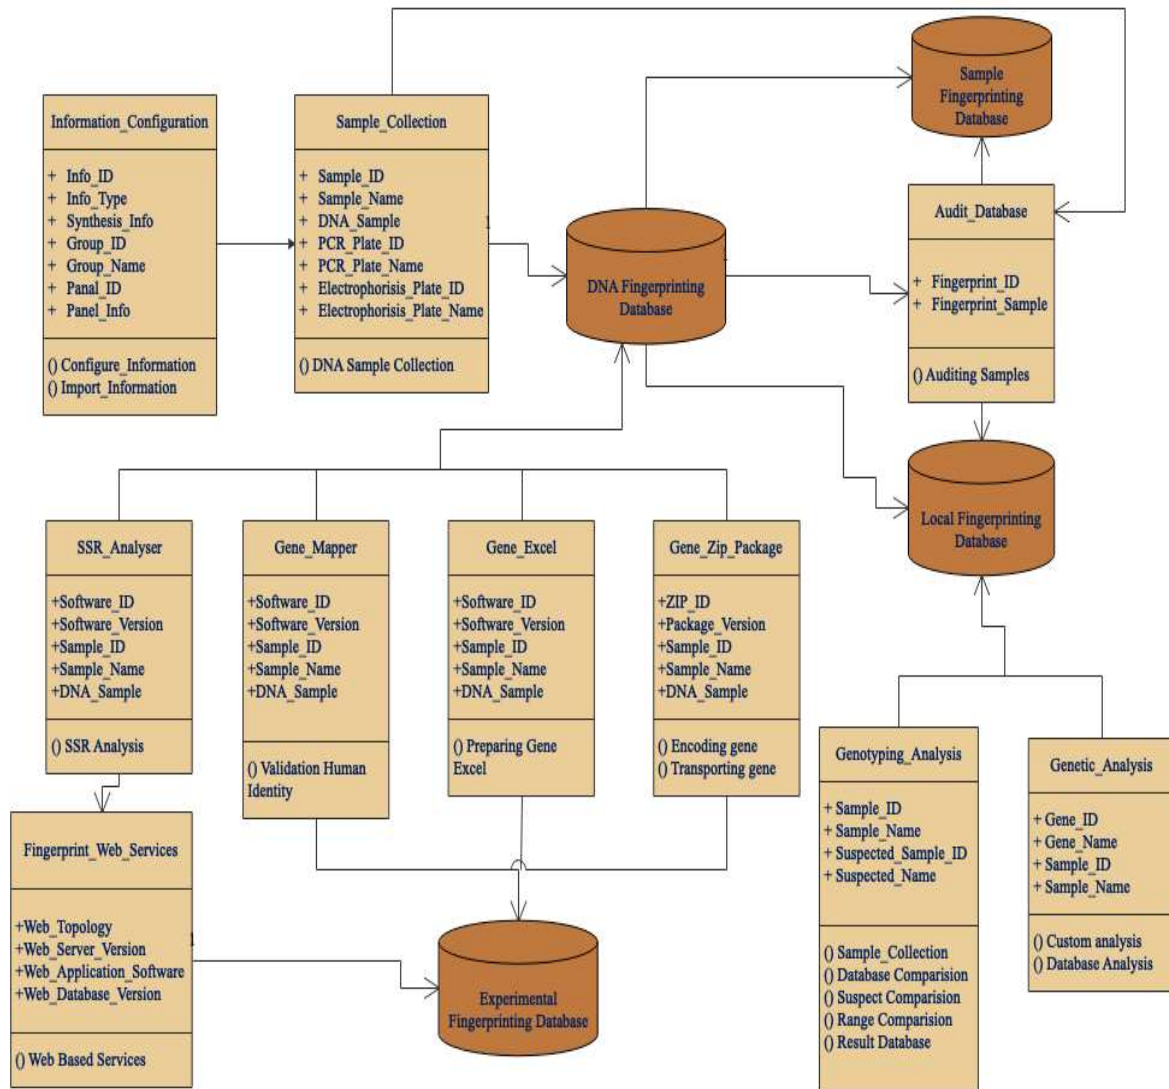 Sample
Fingerprinting
Database
Information_Configuration
+ Info_ID
+ Info_Type
+ Synthesis_Info
+ Group_ID
+ Group_Name
+ Panal_ID
+ Panel_Info
() Configure_Information
() Import_Information
Sample_Collection
+ Sample_ID
+ Sample_Name
+ DNA_Sample
+ PCR_Plate_ID
+ PCR_Plate_Name
+ Electrophorisis_Plate_ID
+ Electrophorisis_Plate_Name
() DNA Sample Collection
1
DNA Fingerprinting
Database
1
Audit_Database
+ Fingerprint_ID
+ Fingerprint_Sample
() Auditing Samples
Local Fingerprinting
Database
SSR_Analyser
+Software_ID
+Software_Version
+Sample_ID
+Sample_Name
+DNA_Sample
() SSR Analysis
Gene_Mapper
+Software_ID
+Software_Version
+Sample_ID
+Sample_Name
+DNA_Sample
() Validation Human
Identity
Gene_Excel
+Software_ID
+Software_Version
+Sample_ID
+Sample_Name
+DNA_Sample
() Preparing Gene
Excel
Gene_Zip_Package
+ZIP_ID
+Package_Version
+Sample_ID
+Sample_Name
+DNA_Sample
() Encoding gene
() Transporting gene
Genotyping_Analysis
+ Sample_ID
+ Sample_Name
+ Suspected_Sample_ID
+ Suspected_Name
() Sample_Collection
() Database Comparision
() Suspect Comparision
() Range Comparision
() Result Database
Genetic_Analysis
+ Gene_ID
+ Gene_Name
+ Sample_ID
+ Sample_Name
() Custom analysis
() Database Analysis
Fingerprint_Web_Services
+Web_Topology
+Web_Server_Version
+Web_Application_Software
+Web_Database_Version
() Web Based Services
1
Experimental
Fingerprinting Database